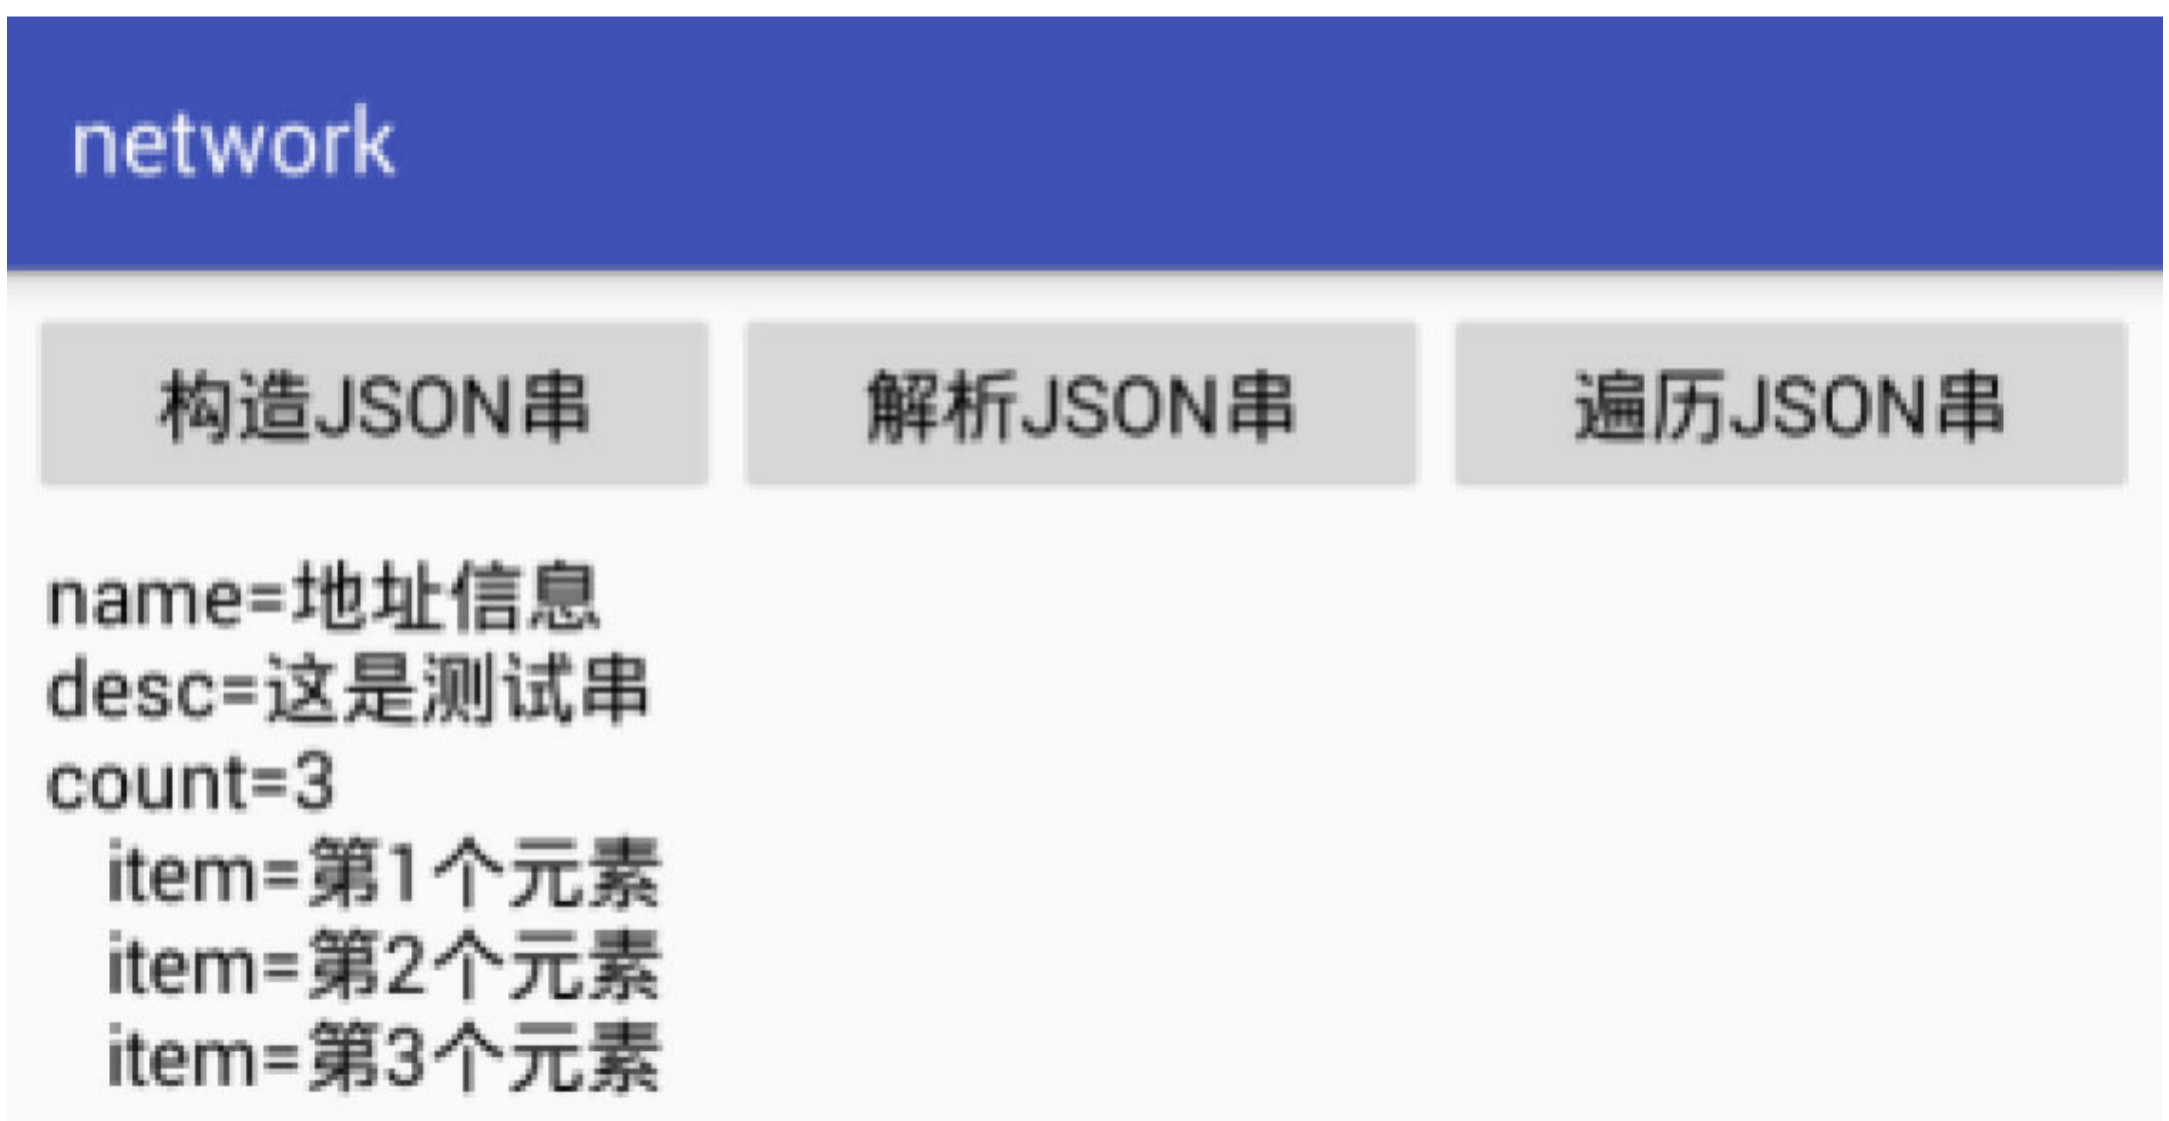 network
构造JSON串 解析JSON串 遍历JSON串
name=地址信息
desc=这是测试串
count=3
item=第1个元素
item=第2个元素
item=第3个元素